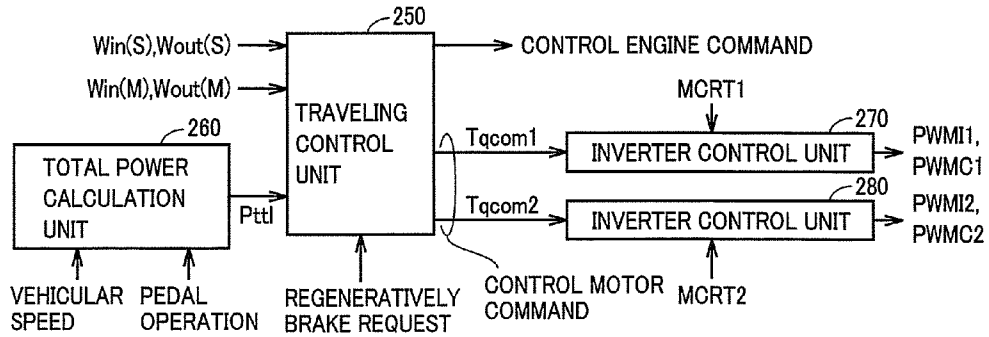 250
Win(S),Wout(S)
CONTROL ENGINE COMMAND
Win(M),Wout(M)
MCRT1
TRAVELING
CONTROL
UNIT
260
270
TOTAL POWER
CALCULATION
UNIT
Tqcom1
INVERTER CONTROL UNIT
PWMI1,
PWMC1
Pttl
280
Tqcom2
INVERTER CONTROL UNIT
PWMI2,
PWMC2
VEHICULAR
SPEED
PEDAL
OPERATION
REGENERATIVELY
BRAKE REQUEST
CONTROL MOTOR
COMMAND
MCRT2